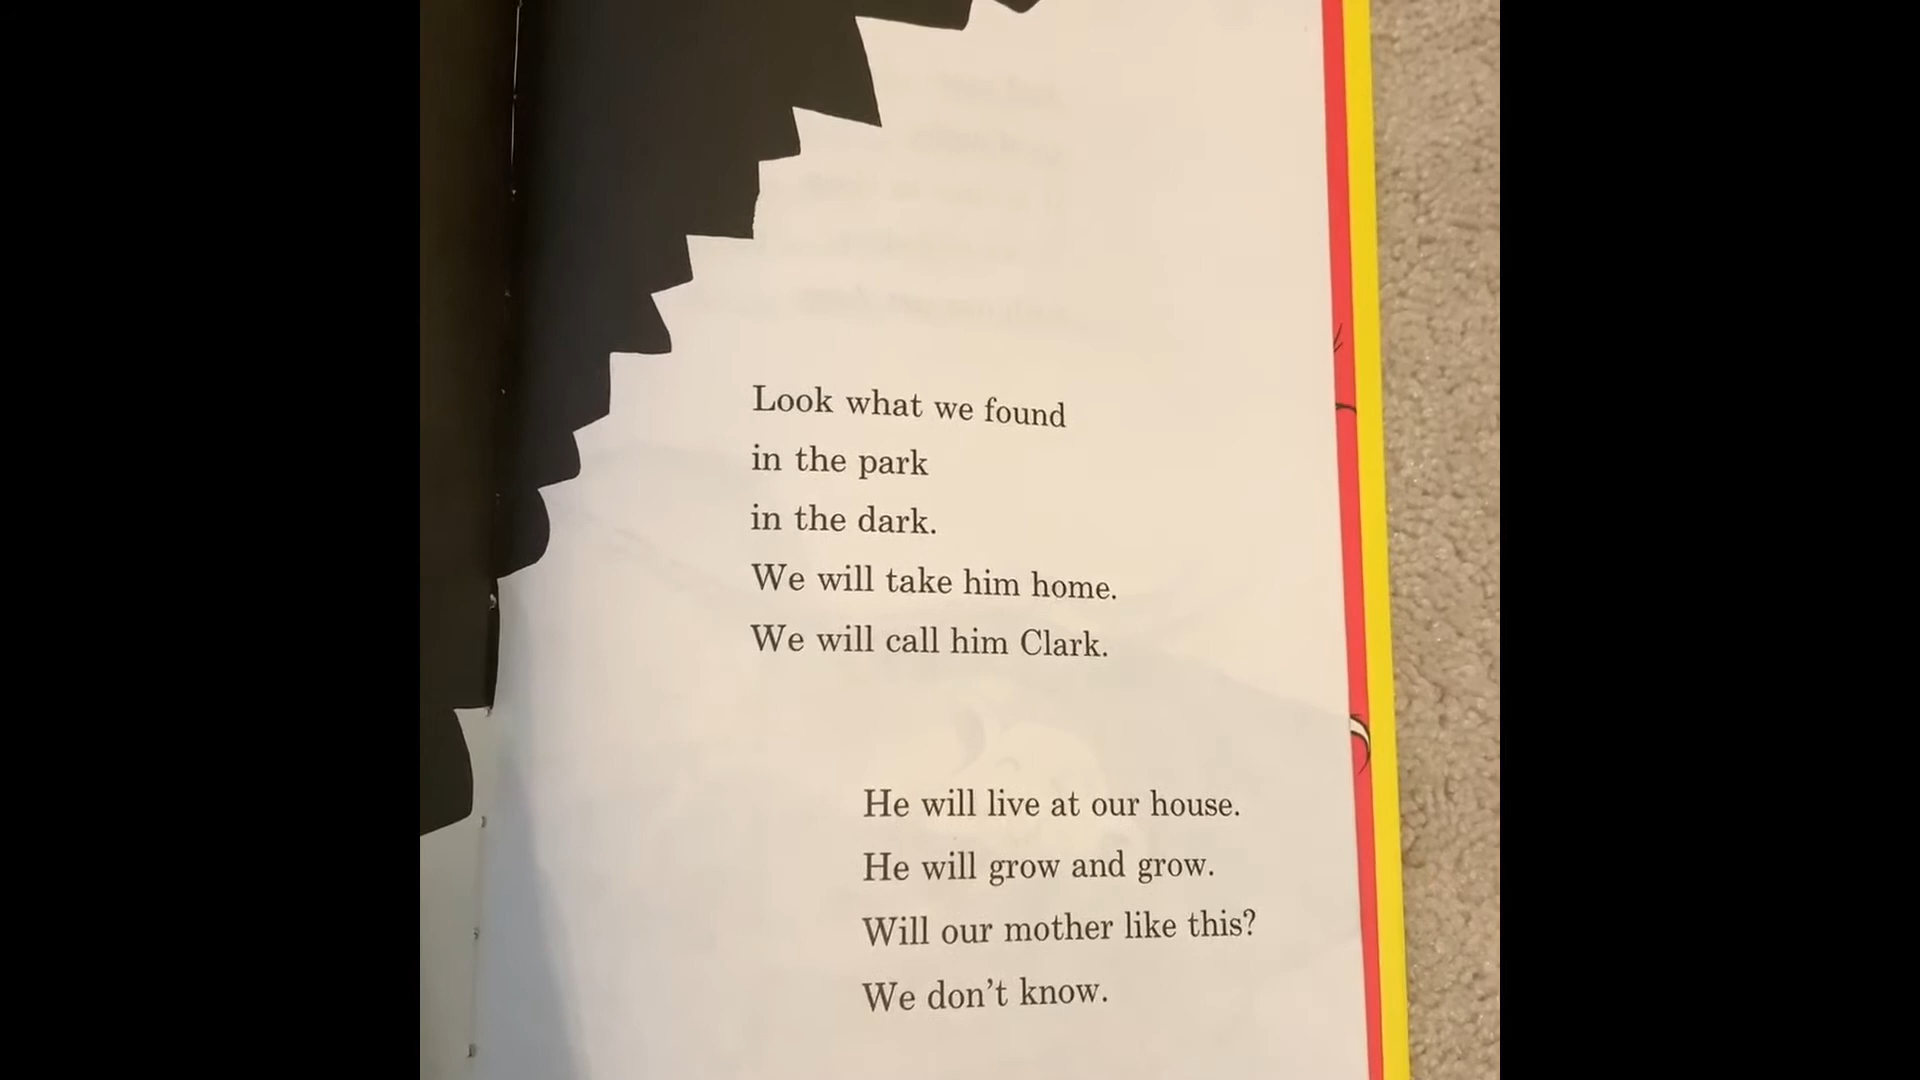 Look what we found
in the park
in the dark.
We will take him home.
We will call him Clark.
He will live at our house.
He will grow and grow.
Will our mother like this?
We don't know.